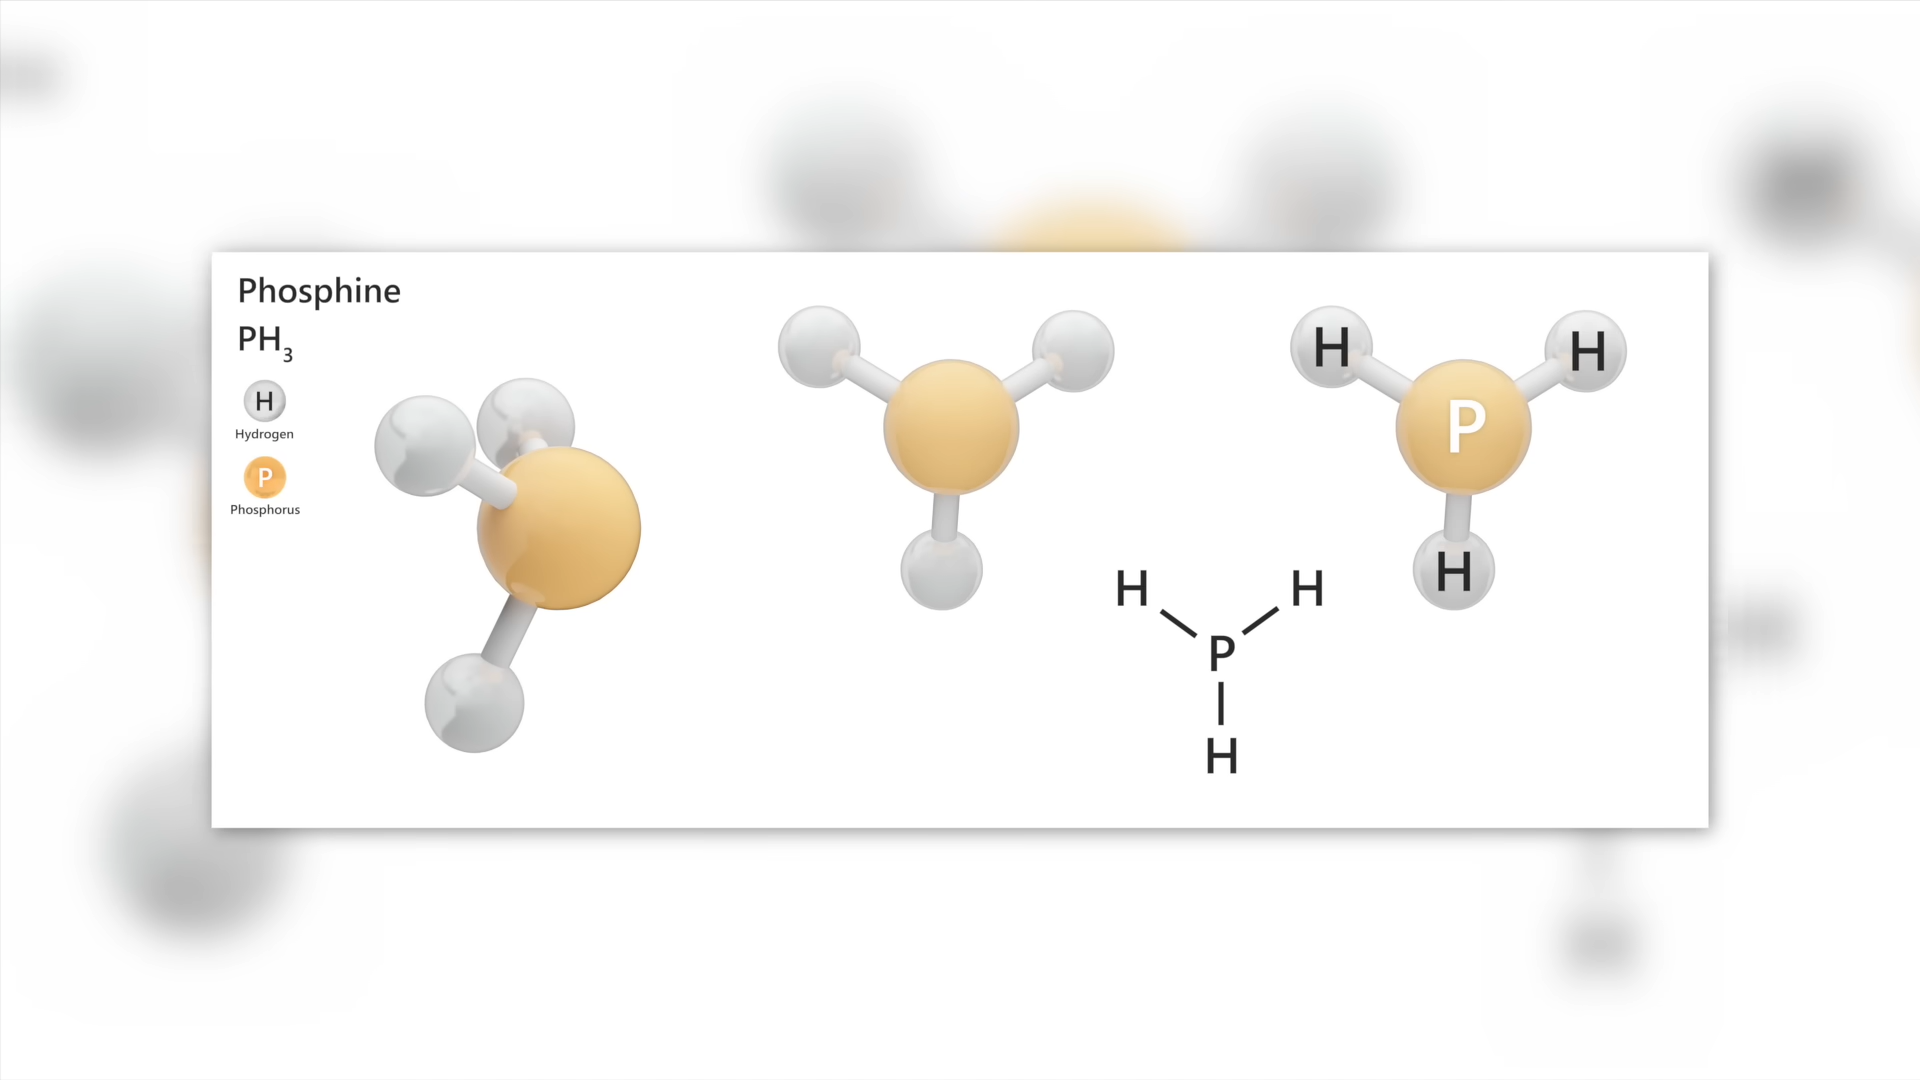 Phosphine
PH₃
H
Hydrogen
P
Phosphorus
H H
P
H
H H
P
H